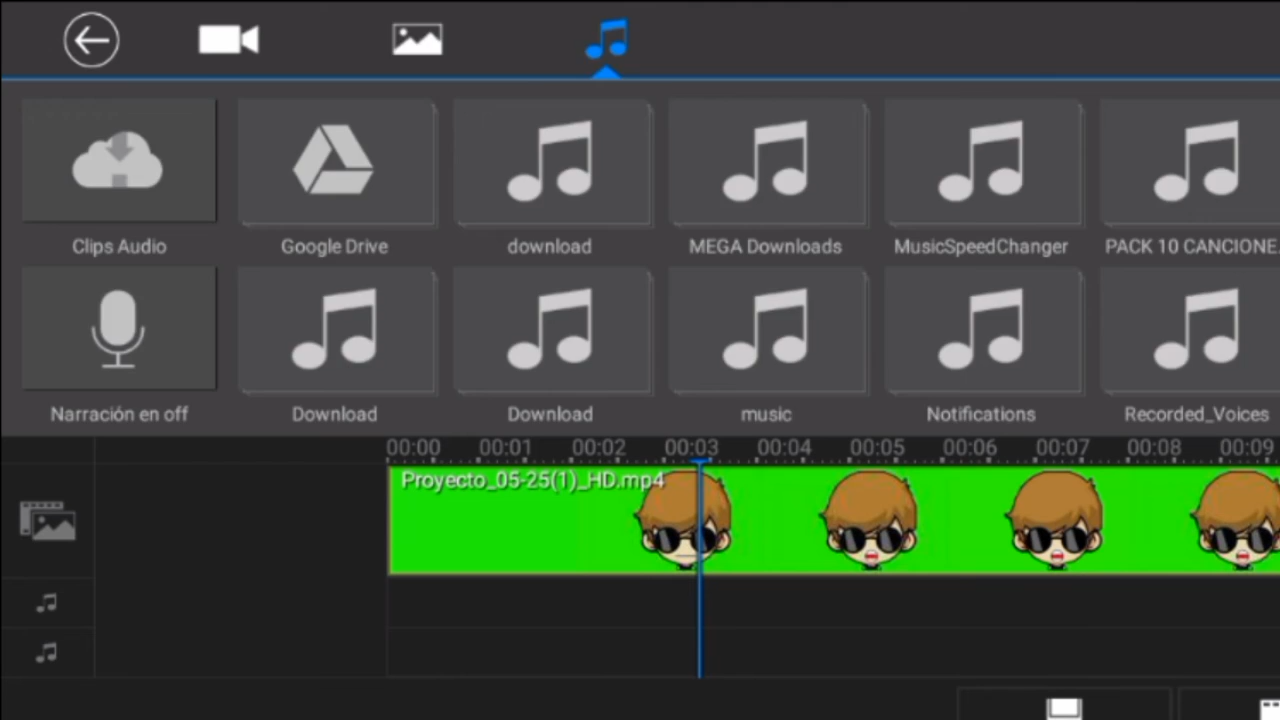 Clips Audio
Google Drive
download
MEGA Downloads
MusicSpeedChanger
PACK 10 CANCIONE.
Narración en off
Download
Download
music
Notifications
Recorded_Voices
00:00 00:01 00:02 00:03 00:04 00:05 00:06 00:07 00:08 00:09
Proyecto_05-25(1)_HD.mp4